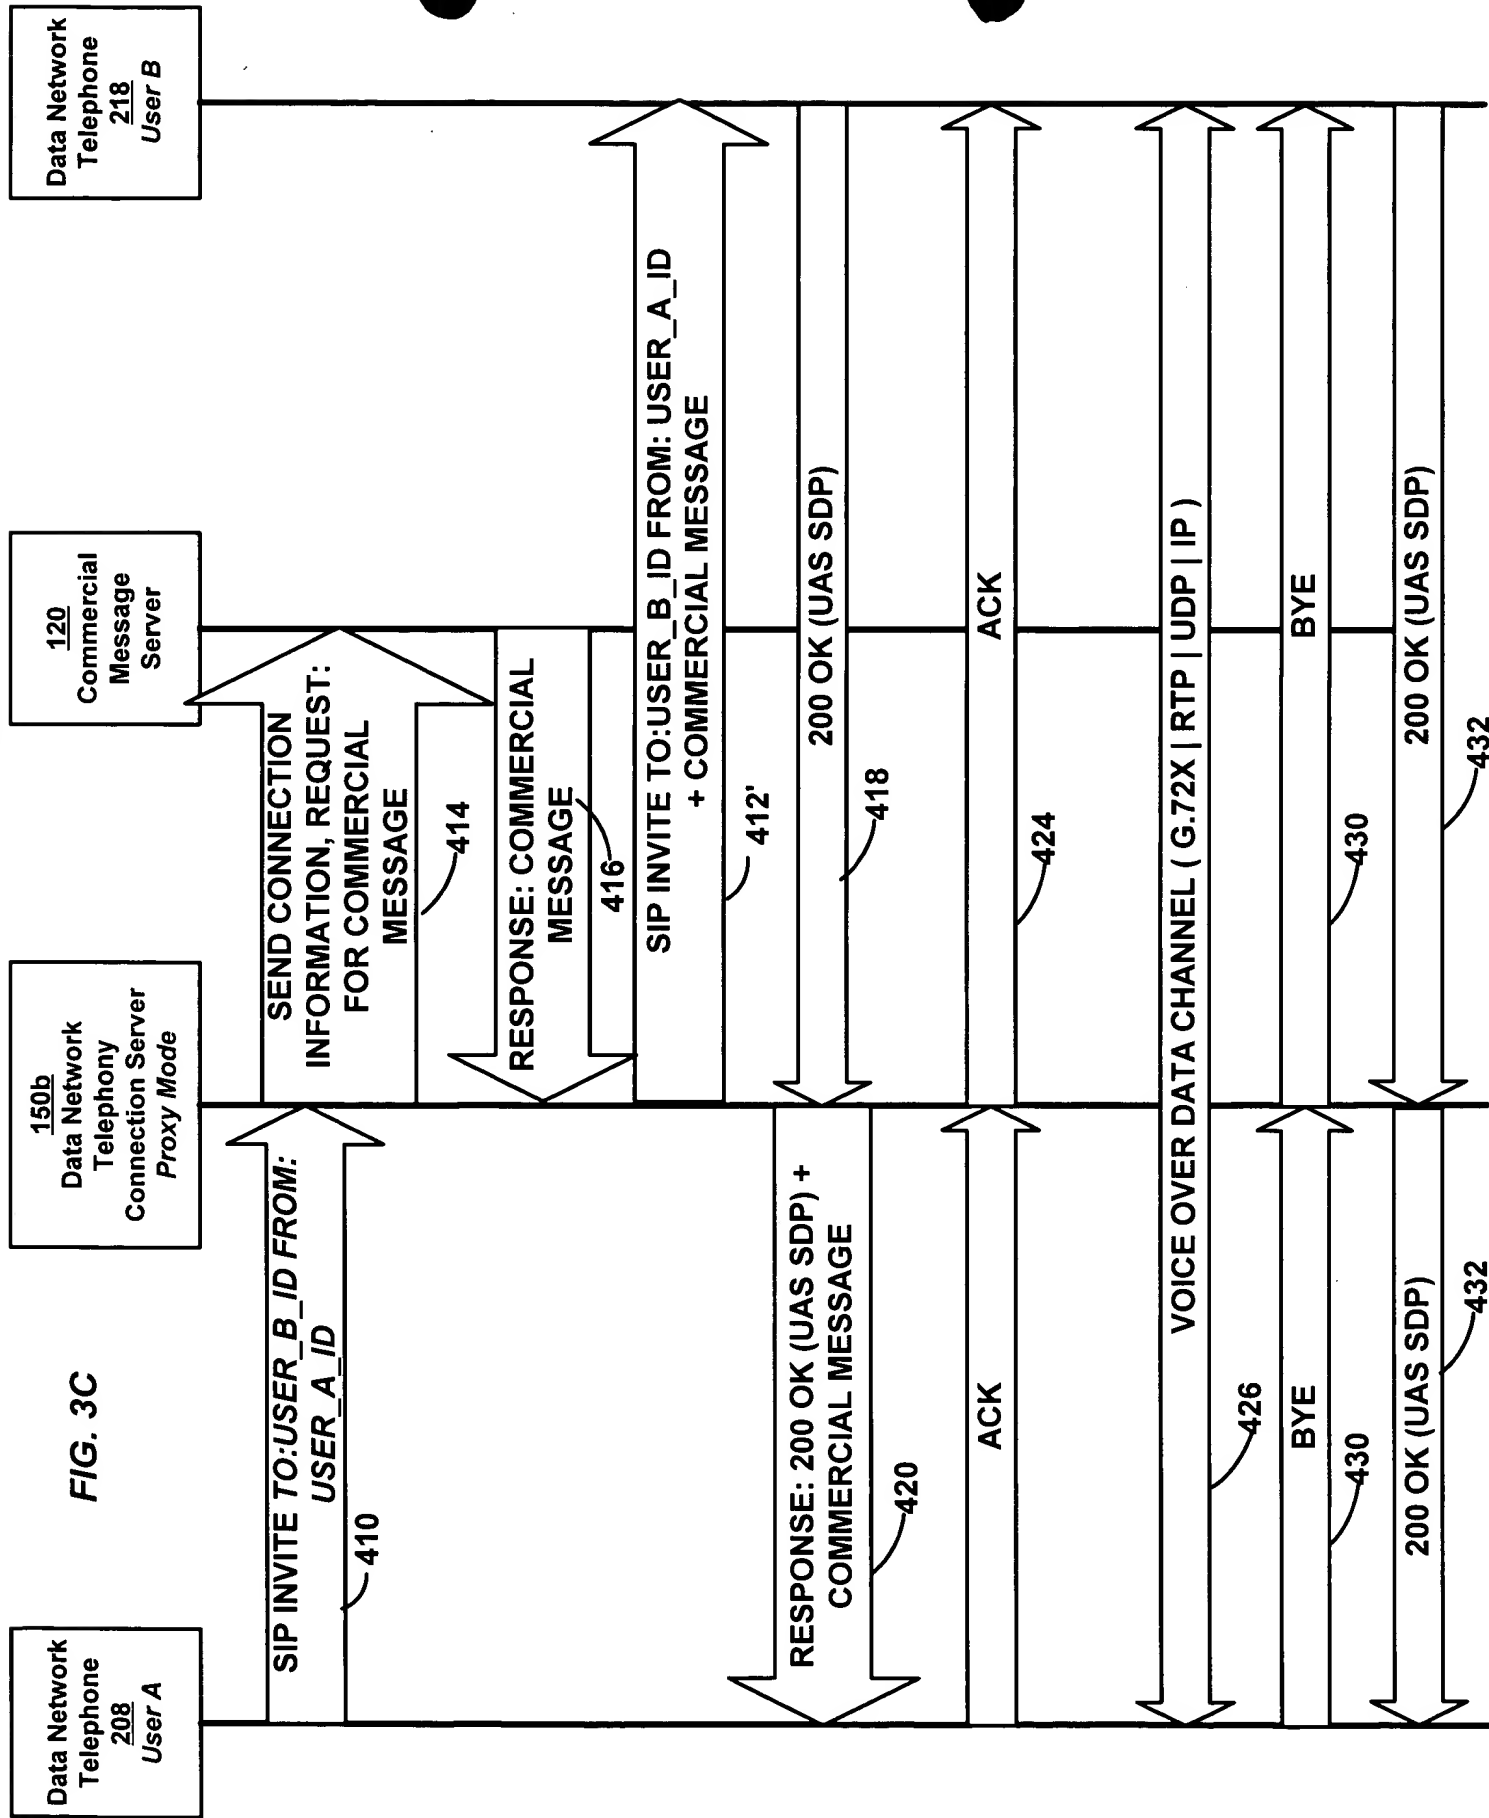 FIG. 3C
Data Network
Telephone
208
User A
150b
Data Network
Telephony
Connection Server
Proxy Mode
120
Commercial
Message
Server
Data Network
Telephone
218
User B
SIP INVITE TO:USER_B_ID FROM:
USER_A_ID
410
SEND CONNECTION
INFORMATION, REQUEST:
FOR COMMERCIAL
MESSAGE
414
RESPONSE: COMMERCIAL
MESSAGE
416
SIP INVITE TO:USER_B_ID FROM: USER_A_ID
+ COMMERCIAL MESSAGE
412'
200 OK (UAS SDP)
418
RESPONSE: 200 OK (UAS SDP) +
COMMERCIAL MESSAGE
420
ACK
ACK
424
VOICE OVER DATA CHANNEL ( G.72X | RTP | UDP | IP )
426
BYE
430
BYE
430
200 OK (UAS SDP)
432
200 OK (UAS SDP)
432